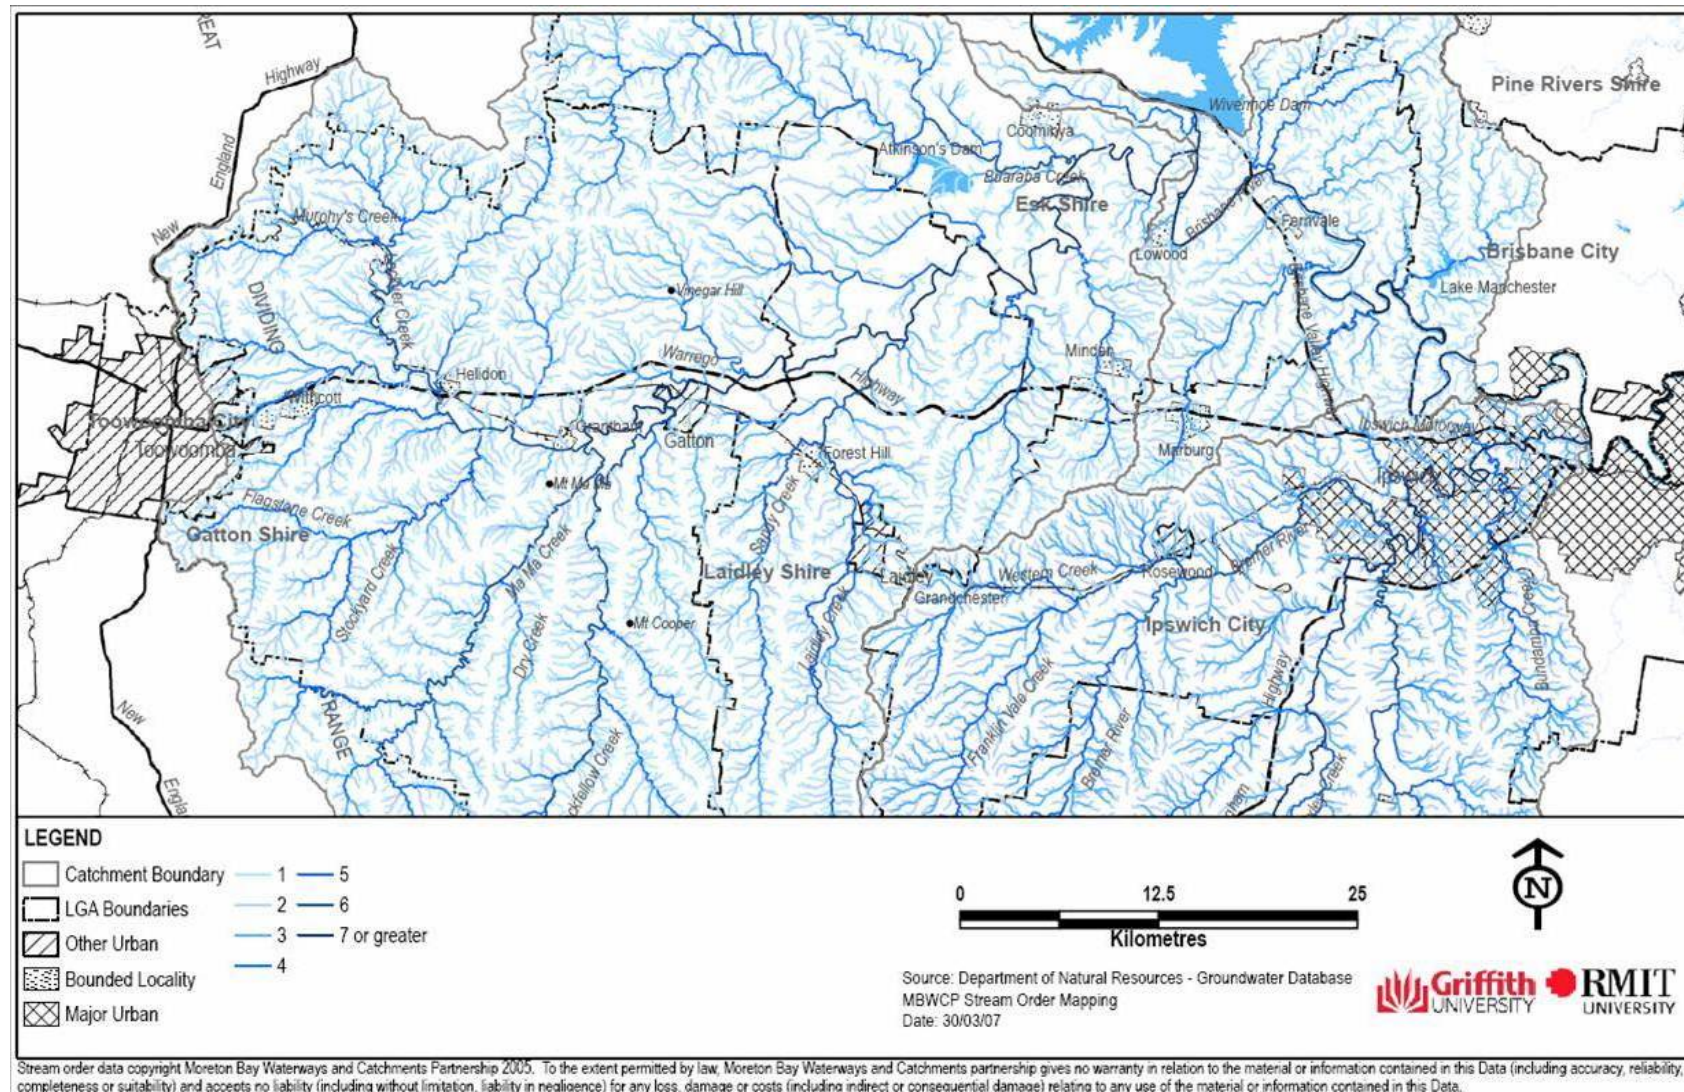 REAT
Highway
England
New
Pine Rivers Shire
Wivenhoe Dam
Coominya
Atkinson's Dam
Buaraba Creek
Esk Shire
Murphy's Creek
Brisbane River
Fernvale
Lowood
Brisbane City
Lake Manchester
DIVIDING
Lockyer Creek
Vinegar Hill
Brisbane Valley Highway
Warrego
Highway
Minden
Helidon
Withcott
Toowoomba City
Toowoomba
Grantham
Gatton
Forest Hill
Marburg
Ipswich Motorway
Ipswich
Mt Ma Ma
Flagstone Creek
Gatton Shire
Sandy Creek
Stockyard Creek
Ma Ma Creek
Laidley Shire
Laidley
Grandchester
Western Creek
Rosewood
Bremer River
Dry Creek
Mt Cooper
Laidley Creek
Ipswich City
Bundamba Creek
Franklin Vale Creek
Bremer River
Highway
RANGE
New
Engla
ckfellow Creek
Creek
LEGEND
Catchment Boundary 1 5
LGA Boundaries 2 6
Other Urban 3 7 or greater
Bounded Locality 4
Major Urban
0 12.5 25
Kilometres
N
Source: Department of Natural Resources - Groundwater Database
MBWCP Stream Order Mapping
Date: 30/03/07
Griffith UNIVERSITY
RMIT UNIVERSITY
Stream order data copyright Moreton Bay Waterways and Catchments Partnership 2005. To the extent permitted by law, Moreton Bay Waterways and Catchments partnership gives no warranty in relation to the material or information contained in this Data (including accuracy, reliability,
completeness or suitability) and accepts no liability (including without limitation, liability in negligence) for any loss, damage or costs (including indirect or consequential damage) relating to any use of the material or information contained in this Data.